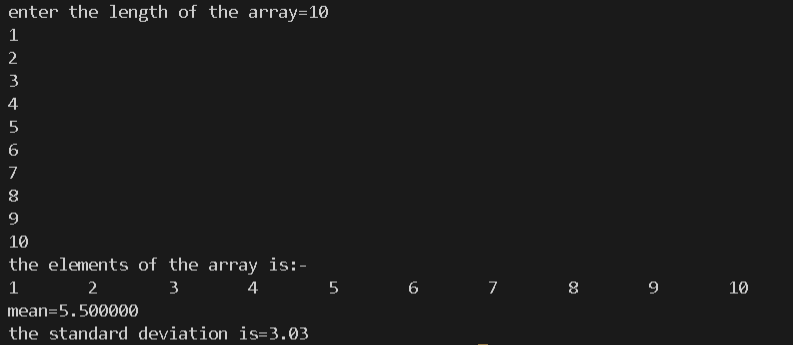 enter the length of the array=10
1
2
3
4
5
6
7
8
9
10
the elements of the array is:-
1 2 3 4 5 6 7 8 9 10
mean=5.500000
the standard deviation is=3.03